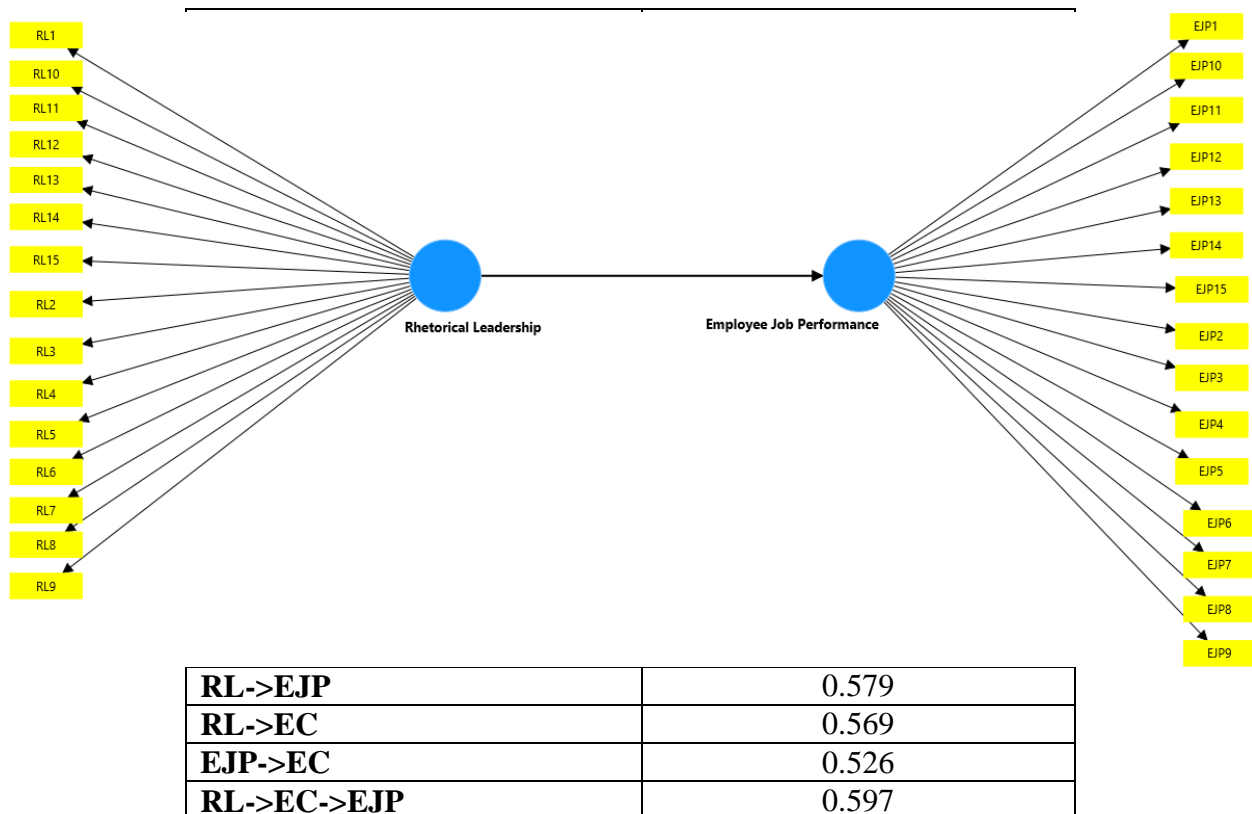 RL1
RL10
RL11
RL12
RL13
RL14
RL15
RL2
RL3
RL4
RL5
RL6
RL7
RL8
RL9
Rhetorical Leadership
Employee Job Performance
EJP1
EJP10
EJP11
EJP12
EJP13
EJP14
EJP15
EJP2
EJP3
EJP4
EJP5
EJP6
EJP7
EJP8
EJP9
RL->EJP 0.579
RL->EC 0.569
EJP->EC 0.526
RL->EC->EJP 0.597